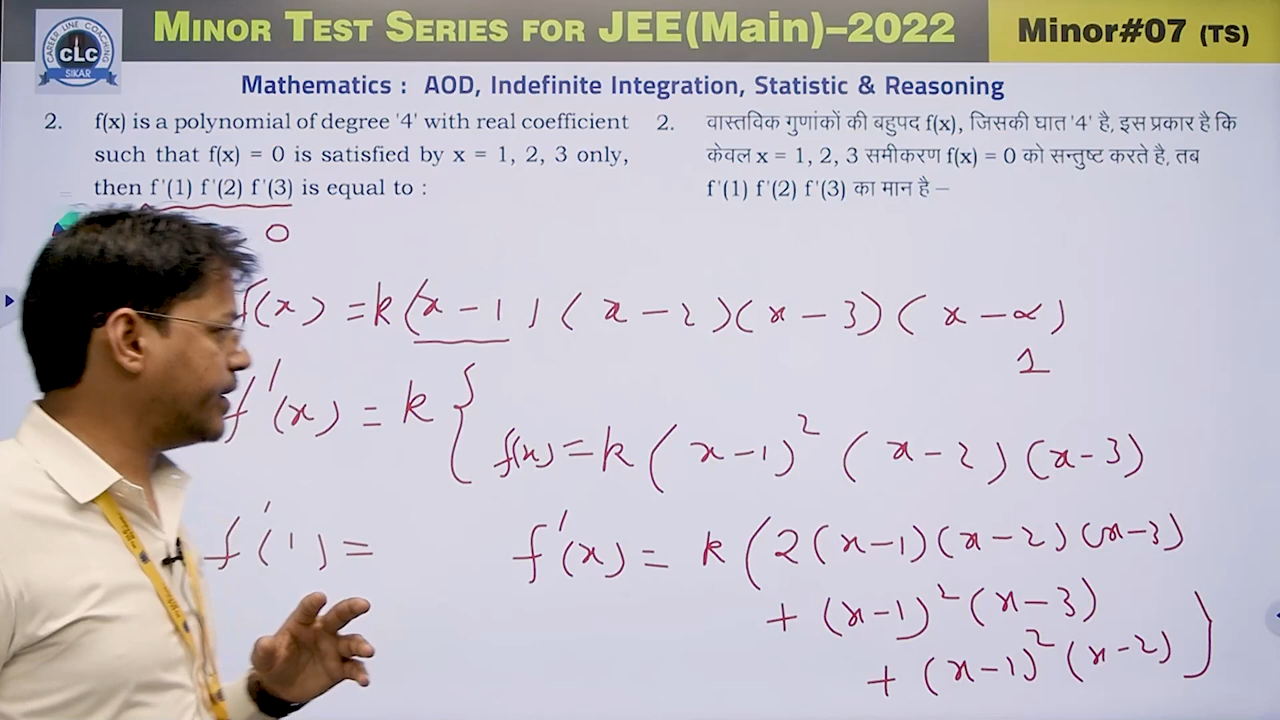 MINOR TEST SERIES FOR JEE(Main)–2022
Minor#07 (TS)
CAREER LINE COACHING
CLC
SIKAR
Mathematics : AOD, Indefinite Integration, Statistic & Reasoning
2. f(x) is a polynomial of degree '4' with real coefficient
such that f(x) = 0 is satisfied by x = 1, 2, 3 only,
then f'(1) f'(2) f'(3) is equal to :
2. वास्तविक गुणांकों की बहुपद f(x), जिसकी घात '4' है, इस प्रकार है कि
केवल x = 1, 2, 3 समीकरण f(x) = 0 को सन्तुष्ट करते है, तब
f'(1) f'(2) f'(3) का मान है –
0
f(x) = k(x-1)(x-2)(x-3)(x-α)
1
f'(x) = k {
f(x) = k(x-1)² (x-2)(x-3)
f'(1) =
f'(x) = k(2(x-1)(x-2)(x-3)
+ (x-1)²(x-3)
+ (x-1)²(x-2))